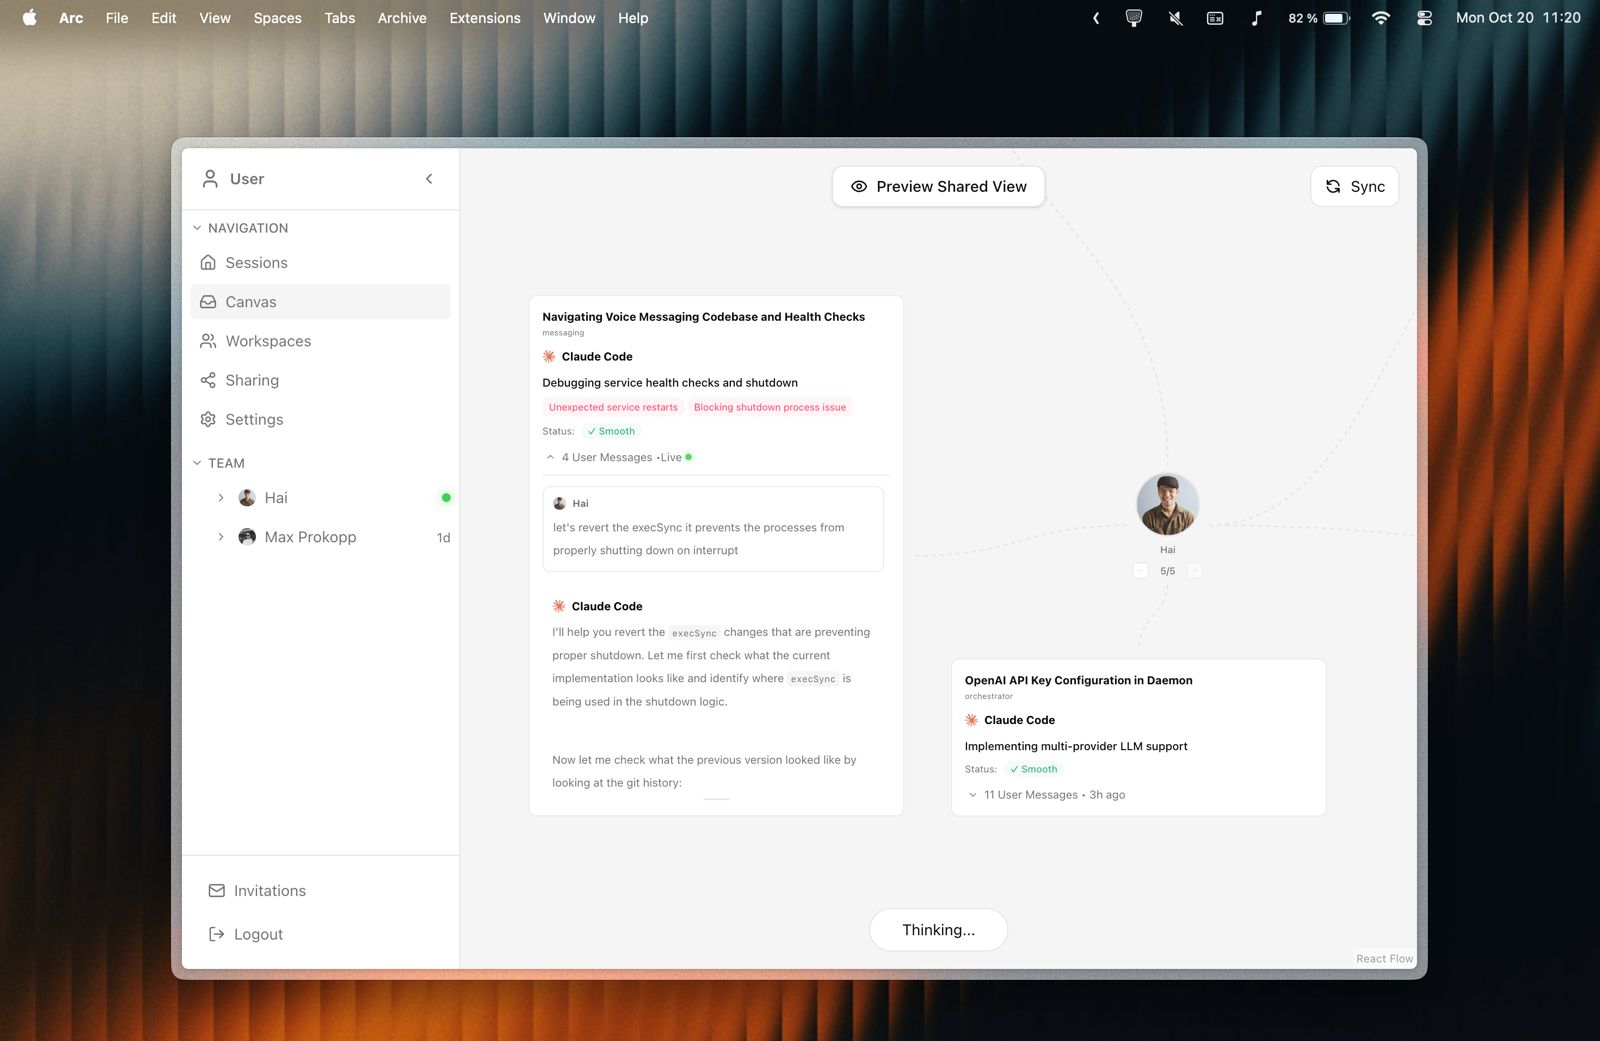 Arc File Edit View Spaces Tabs Archive Extensions Window Help 82 % Mon Oct 20 11:20
User
NAVIGATION
Sessions
Canvas
Workspaces
Sharing
Settings
TEAM
Hai
Max Prokopp 1d
Invitations
Logout
Preview Shared View
Sync
Navigating Voice Messaging Codebase and Health Checks
messaging
Claude Code
Debugging service health checks and shutdown
Unexpected service restarts Blocking shutdown process issue
Status: ✓ Smooth
4 User Messages •Live
Hai
let's revert the execSync it prevents the processes from
properly shutting down on interrupt
Claude Code
I'll help you revert the execSync changes that are preventing
proper shutdown. Let me first check what the current
implementation looks like and identify where execSync is
being used in the shutdown logic.
Now let me check what the previous version looked like by
looking at the git history:
Hai
5/5
OpenAI API Key Configuration in Daemon
orchestrator
Claude Code
Implementing multi-provider LLM support
Status: ✓ Smooth
11 User Messages • 3h ago
Thinking...
React Flow